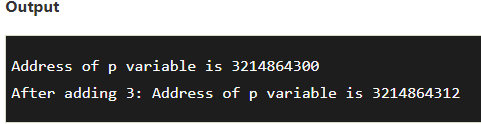 Output
Address of p variable is 3214864300
After adding 3: Address of p variable is 3214864312